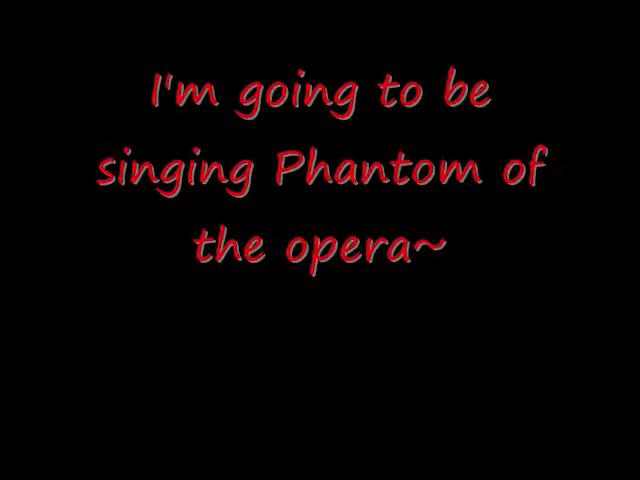 I'm going to be
singing Phantom of
the opera~